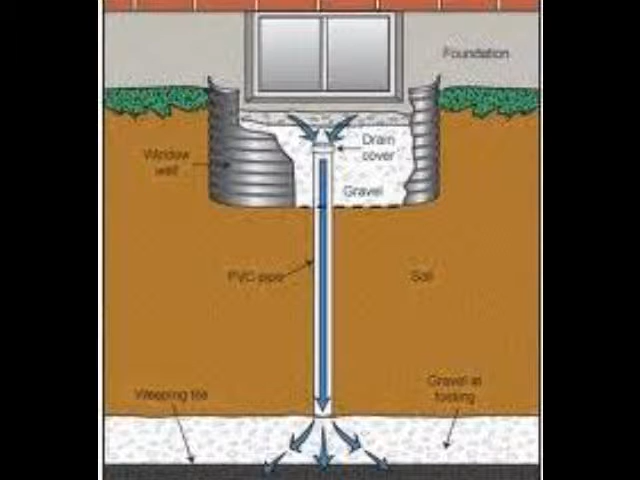 Foundation
Drain
cover
Window
well
Gravel
PVC pipe
Soil
Gravel at
footing
Weeping tile